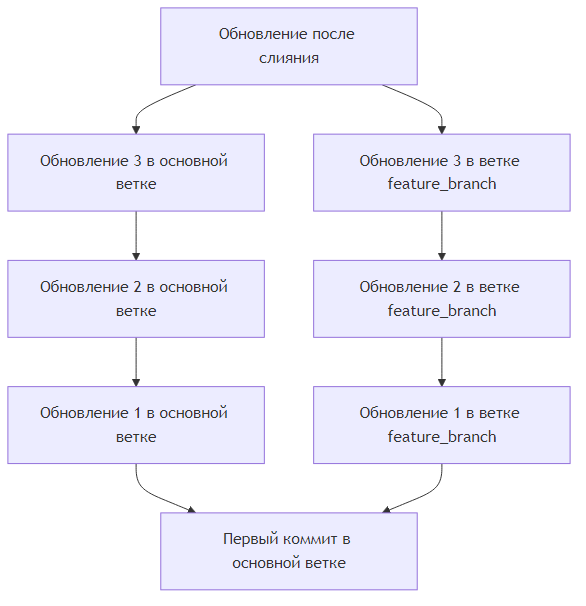 Обновление после
слияния
Обновление 3 в основной
ветке
Обновление 3 в ветке
feature_branch
Обновление 2 в основной
ветке
Обновление 2 в ветке
feature_branch
Обновление 1 в основной
ветке
Обновление 1 в ветке
feature_branch
Первый коммит в
основной ветке